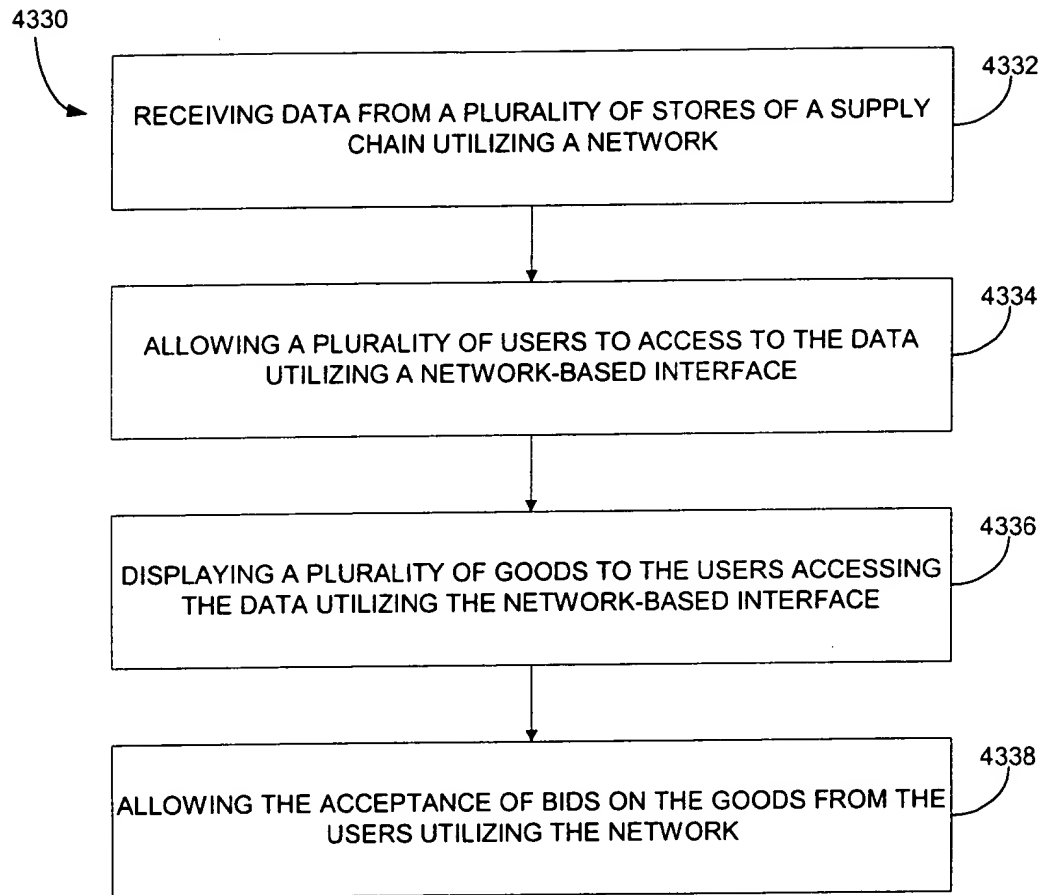 4330
4332
RECEIVING DATA FROM A PLURALITY OF STORES OF A SUPPLY
CHAIN UTILIZING A NETWORK
4334
ALLOWING A PLURALITY OF USERS TO ACCESS TO THE DATA
UTILIZING A NETWORK-BASED INTERFACE
4336
DISPLAYING A PLURALITY OF GOODS TO THE USERS ACCESSING
THE DATA UTILIZING THE NETWORK-BASED INTERFACE
4338
ALLOWING THE ACCEPTANCE OF BIDS ON THE GOODS FROM THE
USERS UTILIZING THE NETWORK